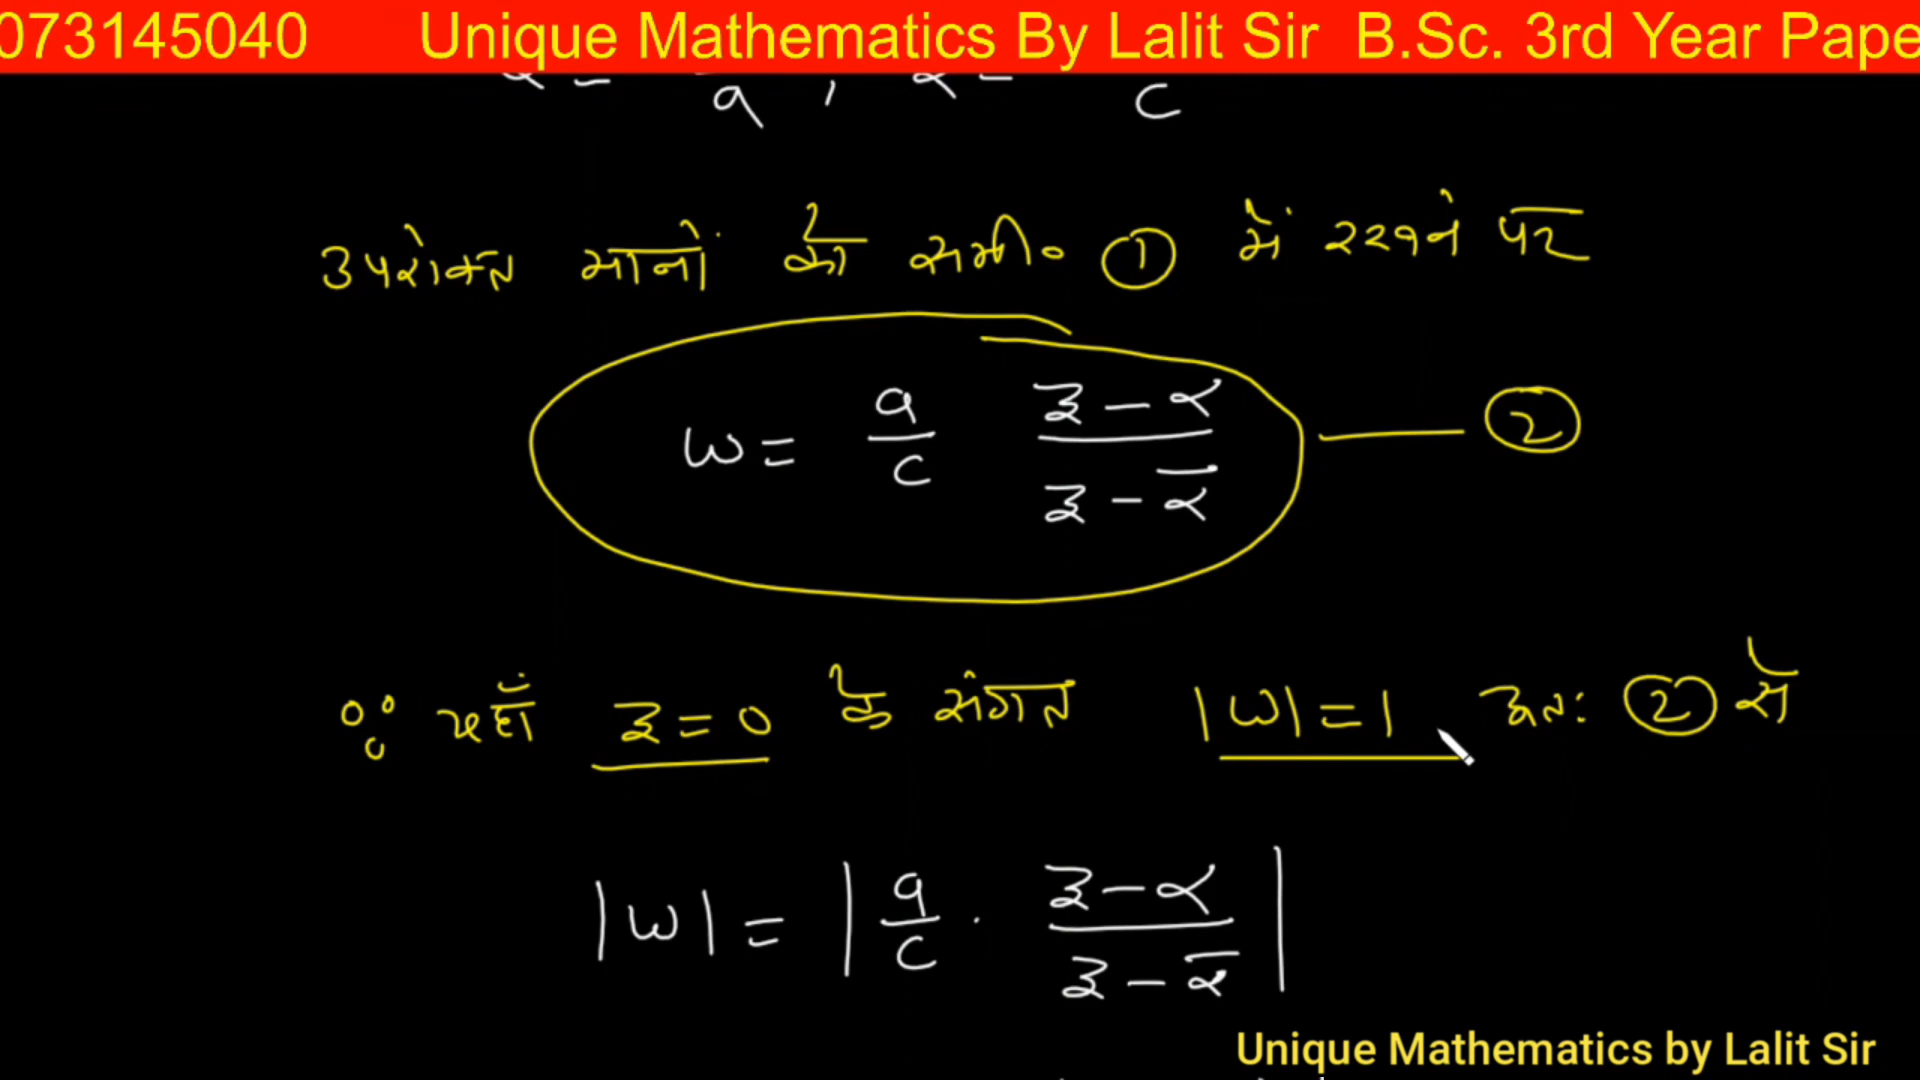 073145040 Unique Mathematics By Lalit Sir B.Sc. 3rd Year Pape
α = a , α = c
उपरोक्त मानों को समी० ① में रखने पर
w = a/c z-α/z-ᾱ —— ②
∵ यहाँ z = 0 के संगत |w| = 1 अतः ② से
|w| = |a/c · z-α/z-ᾱ|
Unique Mathematics by Lalit Sir